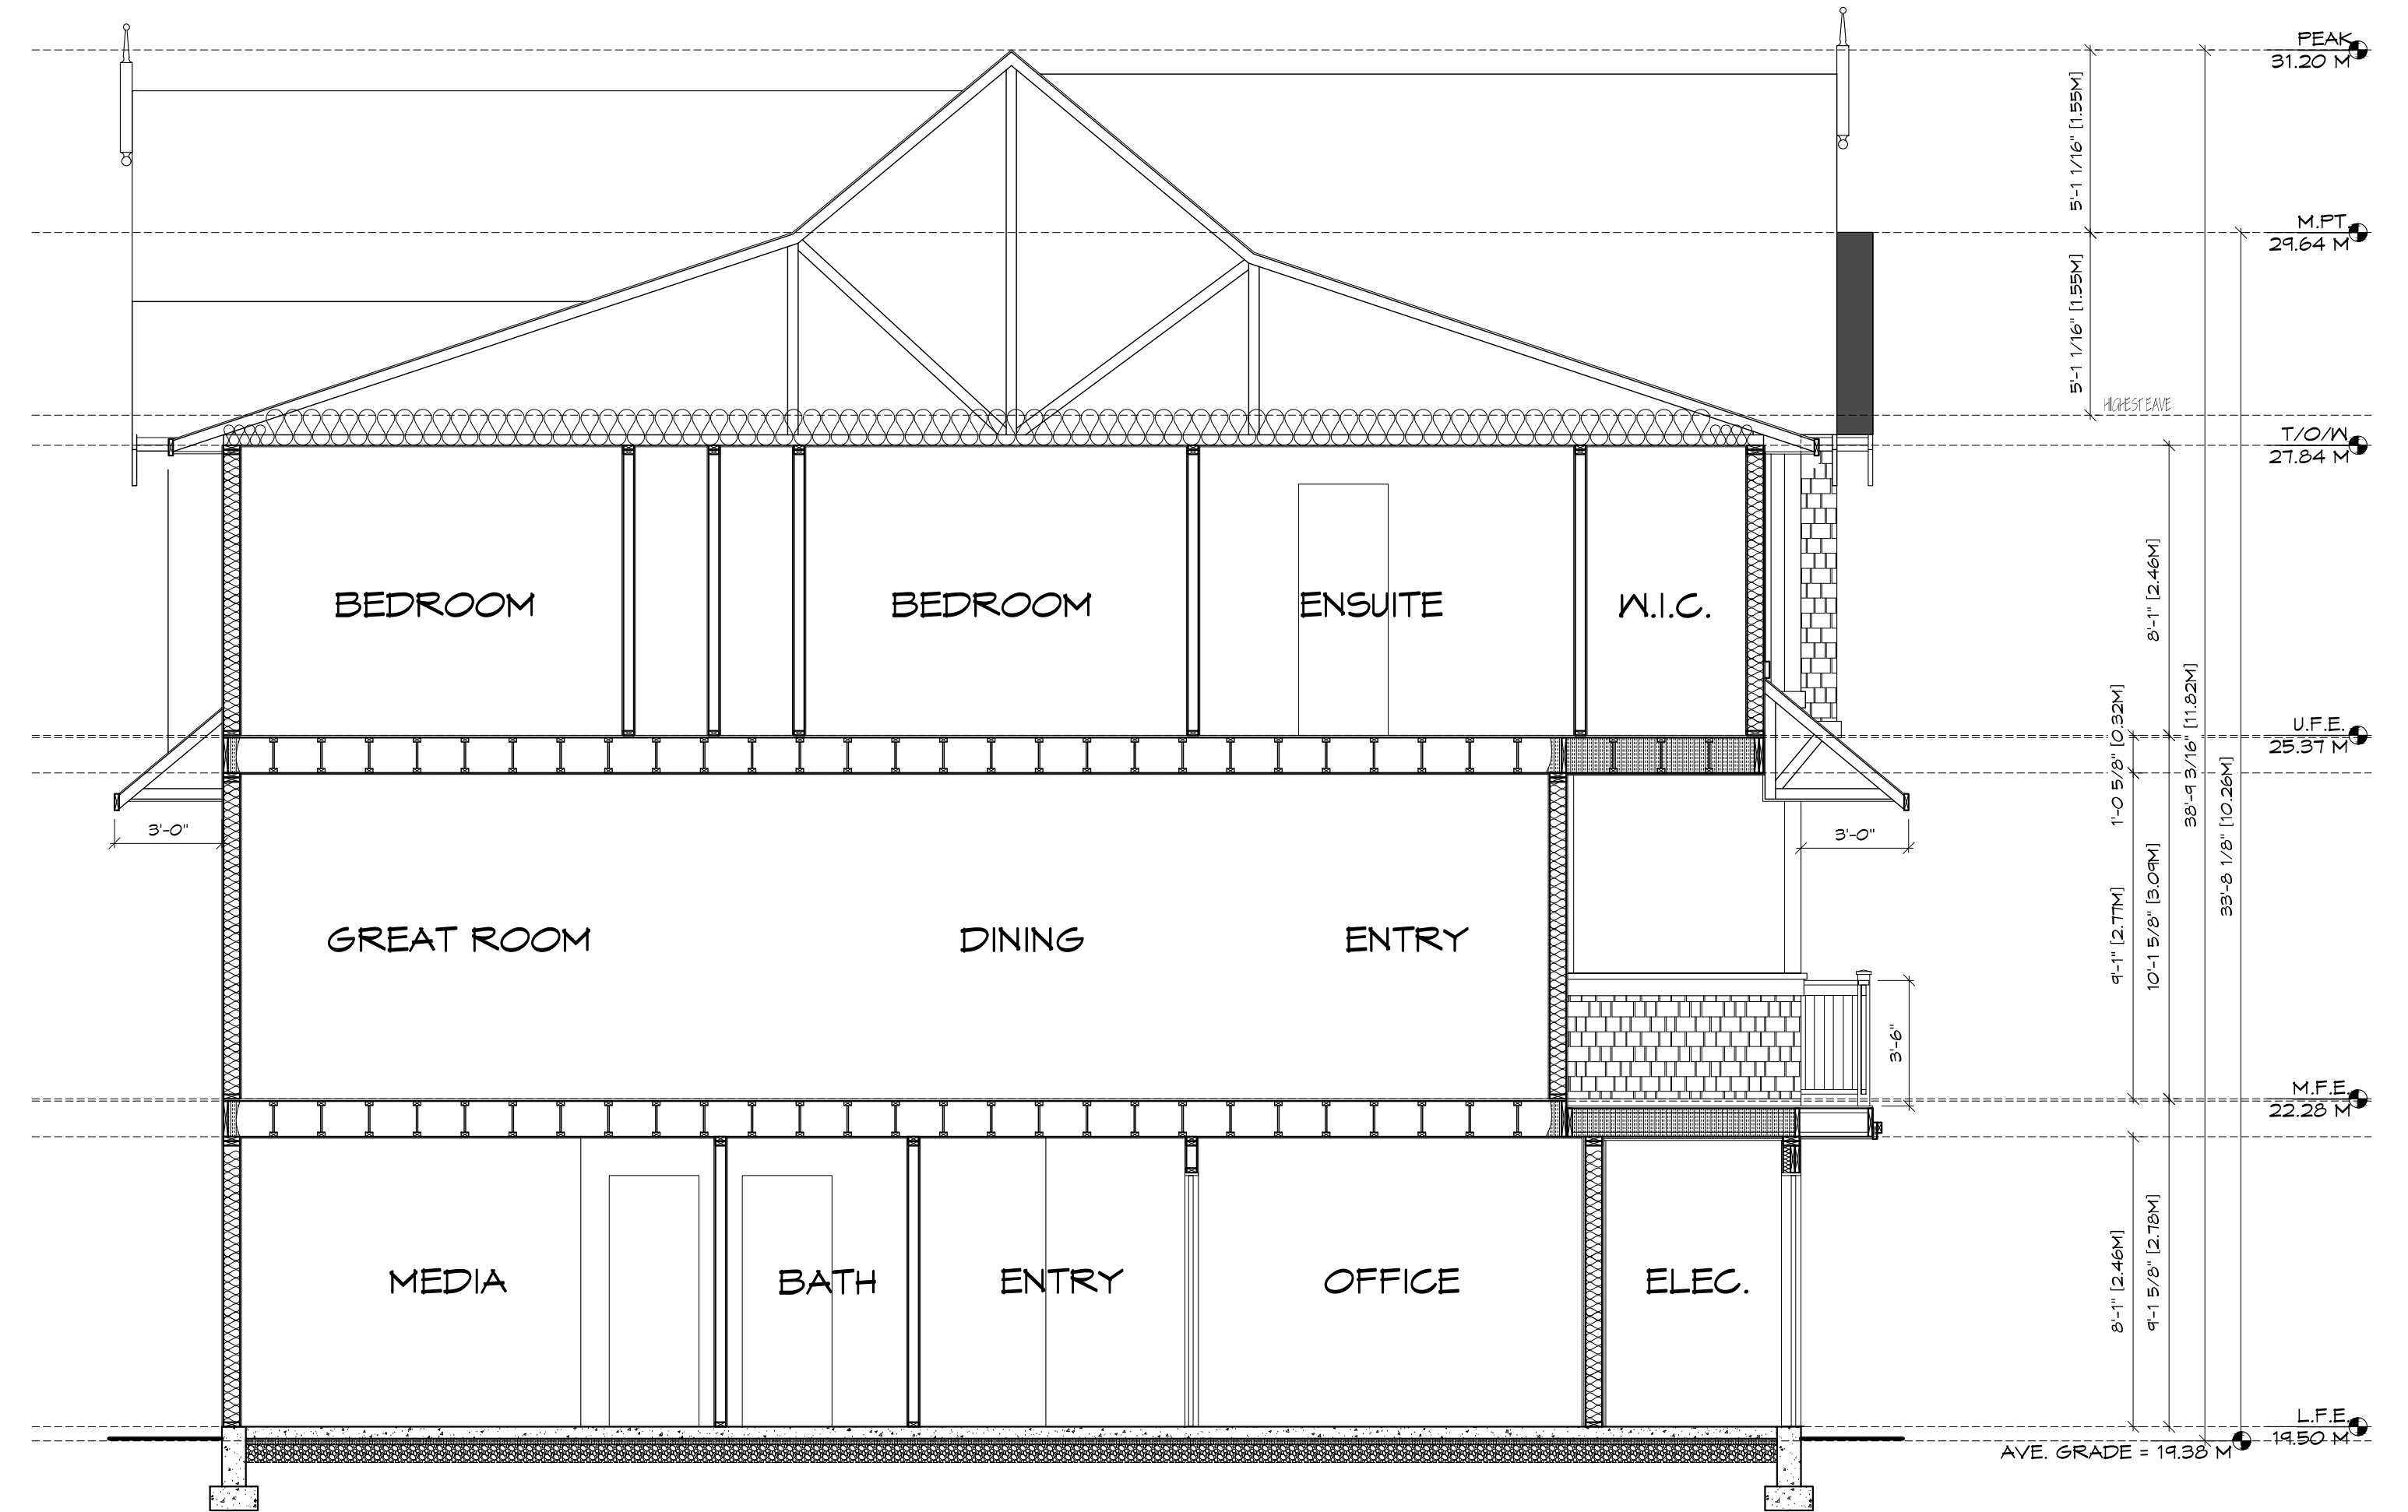 PEAK
31.20 M
5'-1 1/16" [1.55M]
M.PT.
29.64 M
5'-1 1/16" [1.55M]
HIGHEST EAVE
T/O/W
27.84 M
8'-1" [2.46M]
BEDROOM
BEDROOM
ENSUITE
W.I.C.
U.F.E.
25.37 M
1'-0 5/8" [0.32M]
38'-9 3/16" [11.82M]
33'-8 1/8" [10.26M]
3'-0"
3'-0"
9'-1" [2.77M]
10'-1 5/8" [3.09M]
GREAT ROOM
DINING
ENTRY
3'-6"
M.F.E.
22.28 M
8'-1" [2.46M]
9'-1 5/8" [2.78M]
MEDIA
BATH
ENTRY
OFFICE
ELEC.
L.F.E.
19.50 M
AVE. GRADE = 19.38 M